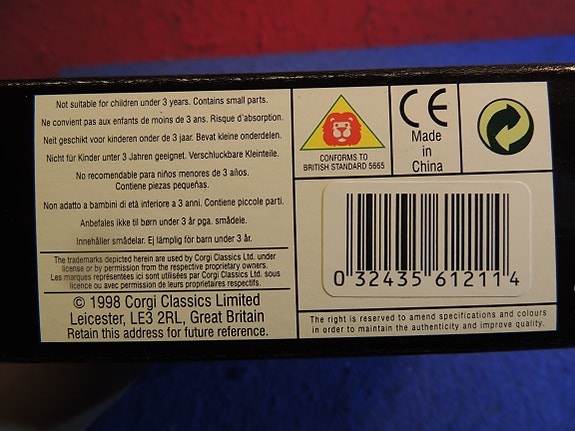 Not suitable for children under 3 years. Contains small parts.
Ne convient pas aux enfants de moins de 3 ans. Risque d'absorption.
Neit geschikt voor kinderen onder de 3 jaar. Bevat kleine onderdelen.
Nicht für Kinder unter 3 Jahren geeignet. Verschluckbare Kleinteile.
No recomendable para niños menores de 3 años.
Contiene piezas pequeñas.
Non adatto a bambini di età inferiore a 3 anni. Contiene piccole parti.
Anbefales ikke til børn under 3 år pga. smådele.
Innehåller smådelar. Ej lämplig för barn under 3 år.
The trademarks depicted herein are used by Corgi Classics Ltd. under
license or by permission from the respective proprietary owners.
Les marques représentées ici sont utilisées par Corgi Classics Ltd. sous
licence ou avec permission de leurs propriétaires respectifs.
© 1998 Corgi Classics Limited
Leicester, LE3 2RL, Great Britain
Retain this address for future reference.
CONFORMS TO
BRITISH STANDARD 5665
CE
Made
in
China
0 32435 61211 4
The right is reserved to amend specifications and colours
in order to maintain the authenticity and improve quality.